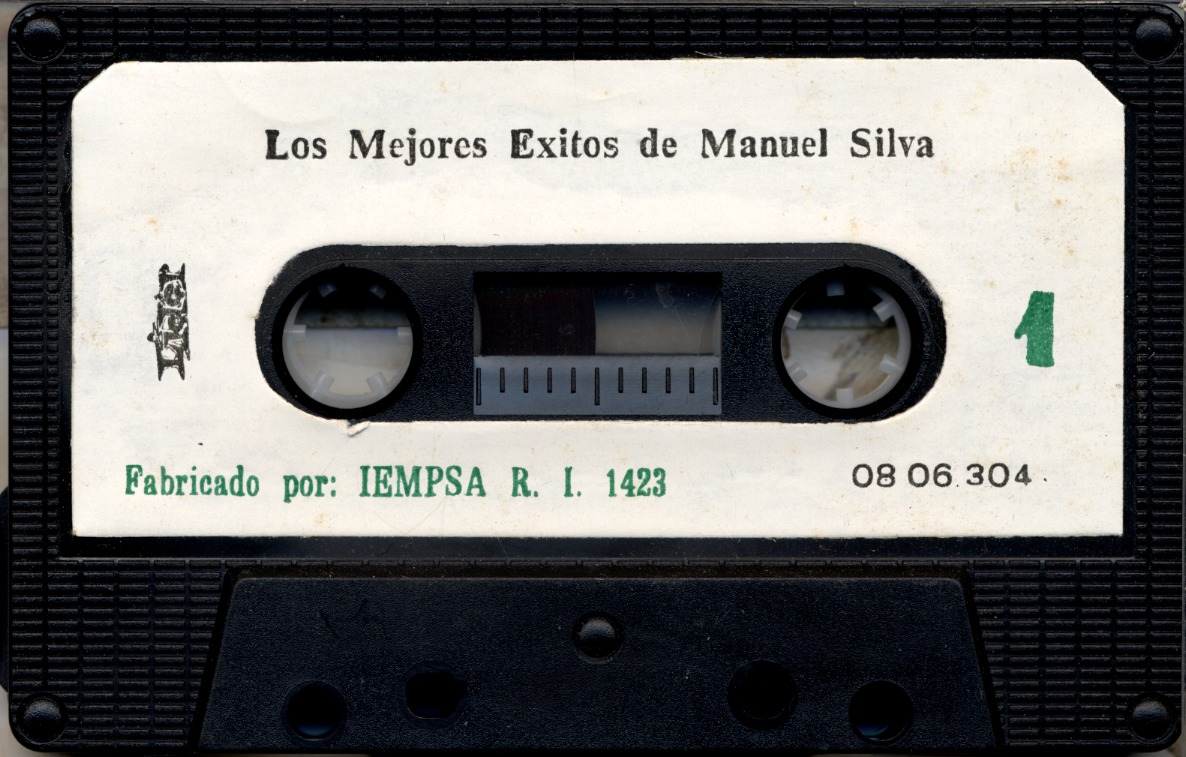 Los Mejores Exitos de Manuel Silva
1
Fabricado por: IEMPSA R. I. 1423
08 06.304